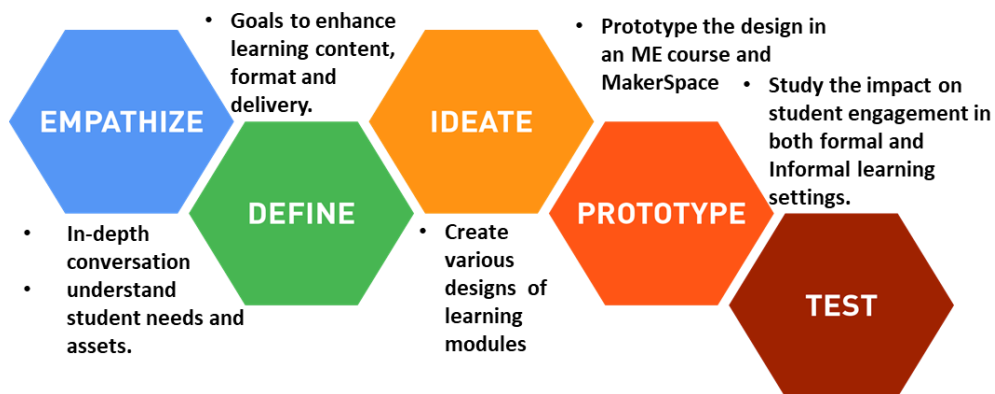 EMPATHIZE
• In-depth
conversation
• understand
student needs and
assets.
• Goals to enhance
learning content,
format and
delivery.
DEFINE
IDEATE
• Create
various
designs of
learning
modules
• Prototype the design in
an ME course and
MakerSpace
PROTOTYPE
• Study the impact on
student engagement in
both formal and
Informal learning
settings.
TEST